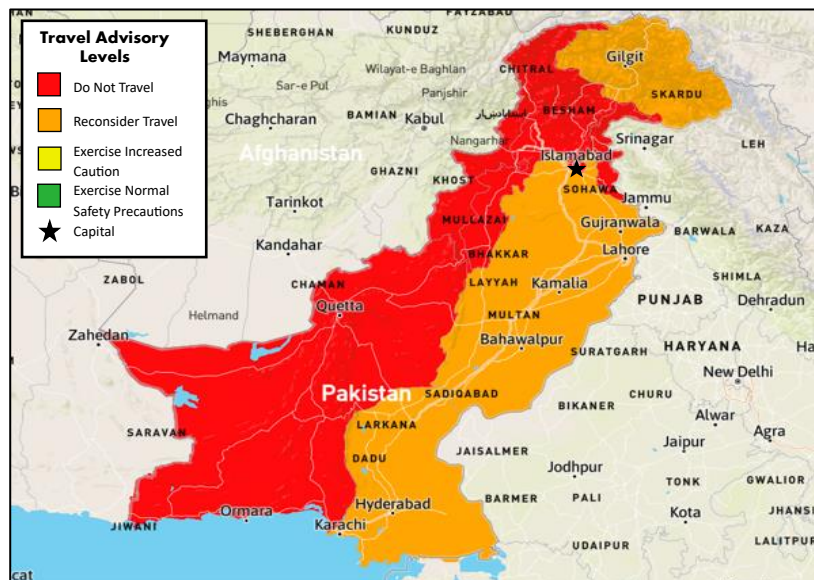 Travel Advisory
Levels
Do Not Travel
Reconsider Travel
Exercise Increased
Caution
Exercise Normal
Safety Precautions
Capital
SHEBERGHAN
KUNDUZ
FAYZABAD
Maymana
Wilayat-e Baghlan
CHITRAL
Gilgit
Sar-e Pul
Panjshir
SKARDU
Chaghcharan
BAMIAN
Kabul
BESHAM
Nangarhar
Srinagar
LEH
Afghanistan
Islamabad
GHAZNI
KHOST
SOHAWA
Tarinkot
Jammu
MULLAZAI
Gujranwala
BARWALA
KAZA
Kandahar
BHAKKAR
Lahore
ZABOL
CHAMAN
LAYYAH
Kamalia
SHIMLA
Helmand
Quetta
MULTAN
PUNJAB
Dehradun
Zahedan
Bahawalpur
SURATGARH
HARYANA
Ha
New Delhi
Pakistan
SADIQABAD
CHURU
BIKANER
Alwar
SARAVAN
LARKANA
Agra
JAISALMER
Jaipur
DADU
Jodhpur
TONK
GWALIOR
Ormara
Hyderabad
BARMER
PALI
Kota
JHANSI
JIWANI
Karachi
UDAIPUR
LALITPUR
cat